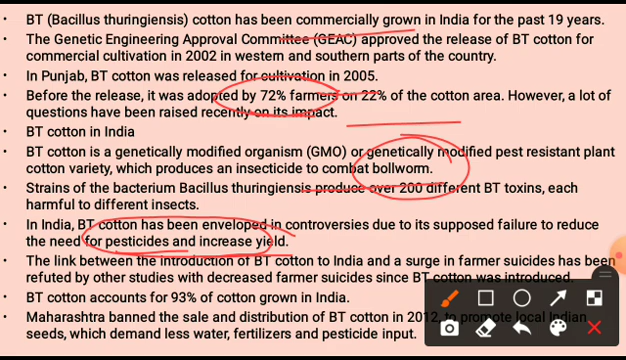 • BT (Bacillus thuringiensis) cotton has been commercially grown in India for the past 19 years.
• The Genetic Engineering Approval Committee (GEAC) approved the release of BT cotton for
commercial cultivation in 2002 in western and southern parts of the country.
• In Punjab, BT cotton was released for cultivation in 2005.
• Before the release, it was adopted by 72% farmers on 22% of the cotton area. However, a lot of
questions have been raised recently on its impact.
• BT cotton in India
• BT cotton is a genetically modified organism (GMO) or genetically modified pest resistant plant
cotton variety, which produces an insecticide to combat bollworm.
• Strains of the bacterium Bacillus thuringiensis produce over 200 different BT toxins, each
harmful to different insects.
• In India, BT cotton has been enveloped in controversies due to its supposed failure to reduce
the need for pesticides and increase yield.
• The link between the introduction of BT cotton to India and a surge in farmer suicides has been
refuted by other studies with decreased farmer suicides since BT cotton was introduced.
• BT cotton accounts for 93% of cotton grown in India.
• Maharashtra banned the sale and distribution of BT cotton in 2012, to promote local Indian
seeds, which demand less water, fertilizers and pesticide input.